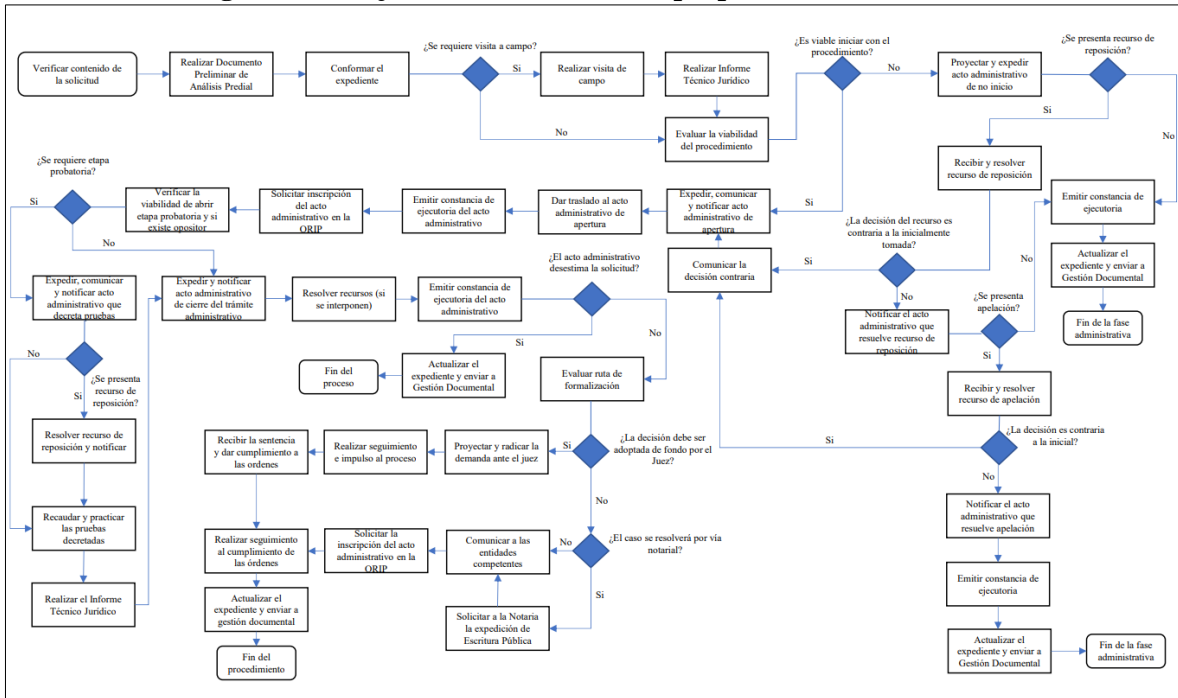 ¿Se requiere visita a campo?
¿Es viable iniciar con el
procedimiento?
¿Se presenta recurso de
reposición?
Verificar contenido de
la solicitud
Realizar Documento
Preliminar de
Análisis Predial
Conformar el
expediente
Si
Realizar visita de
campo
Realizar Informe
Técnico Jurídico
No
Proyectar y expedir
acto administrativo
de no inicio
No
Evaluar la viabilidad
del procedimiento
Si
No
Recibir y resolver
recurso de reposición
¿Se requiere etapa
probatoria?
Si
Verificar la
viabilidad de abrir
etapa probatoria y si
existe opositor
Solicitar inscripción
del acto
administrativo en la
ORIP
Emitir constancia de
ejecutoria del acto
administrativo
Dar traslado al acto
administrativo de
apertura
Expedir, comunicar
y notificar acto
administrativo de
apertura
Si
Emitir constancia de
ejecutoria
¿La decisión del recurso es
contraria a la inicialmente
tomada?
No
Comunicar la
decisión contraria
Si
No
Actualizar el
expediente y enviar a
Gestión Documental
¿El acto administrativo
desestima la solicitud?
Expedir, comunicar
y notificar acto
administrativo que
decreta pruebas
Expedir y notificar
acto administrativo
de cierre del trámite
administrativo
Resolver recursos (si
se interponen)
Emitir constancia de
ejecutoria del acto
administrativo
No
¿Se presenta
apelación?
Notificar el acto
administrativo que
resuelve recurso de
reposición
Fin de la fase
administrativa
No
Si
No
Si
Fin del
proceso
Actualizar el
expediente y enviar a
Gestión Documental
Evaluar ruta de
formalización
Recibir y resolver
recurso de apelación
¿Se presenta
recurso de
reposición?
Si
Resolver recurso de
reposición y notificar
Recibir la sentencia
y dar cumplimiento a
las ordenes
Realizar seguimiento
e impulso al proceso
Proyectar y radicar la
demanda ante el juez
Si
¿La decisión debe ser
adoptada de fondo por el
Juez?
Si
¿La decisión es contraria
a la inicial?
No
No
Notificar el acto
administrativo que
resuelve apelación
Recaudar y practicar
las pruebas
decretadas
Realizar seguimiento
al cumplimiento de
las órdenes
Solicitar la
inscripción del acto
administrativo en la
ORIP
Comunicar a las
entidades
competentes
No
¿El caso se resolverá por vía
notarial?
Emitir constancia de
ejecutoria
Realizar el Informe
Técnico Jurídico
Actualizar el
expediente y enviar a
gestión documental
Si
Solicitar a la Notaria
la expedición de
Escritura Pública
Fin del
procedimiento
Actualizar el
expediente y enviar a
Gestión Documental
Fin de la fase
administrativa